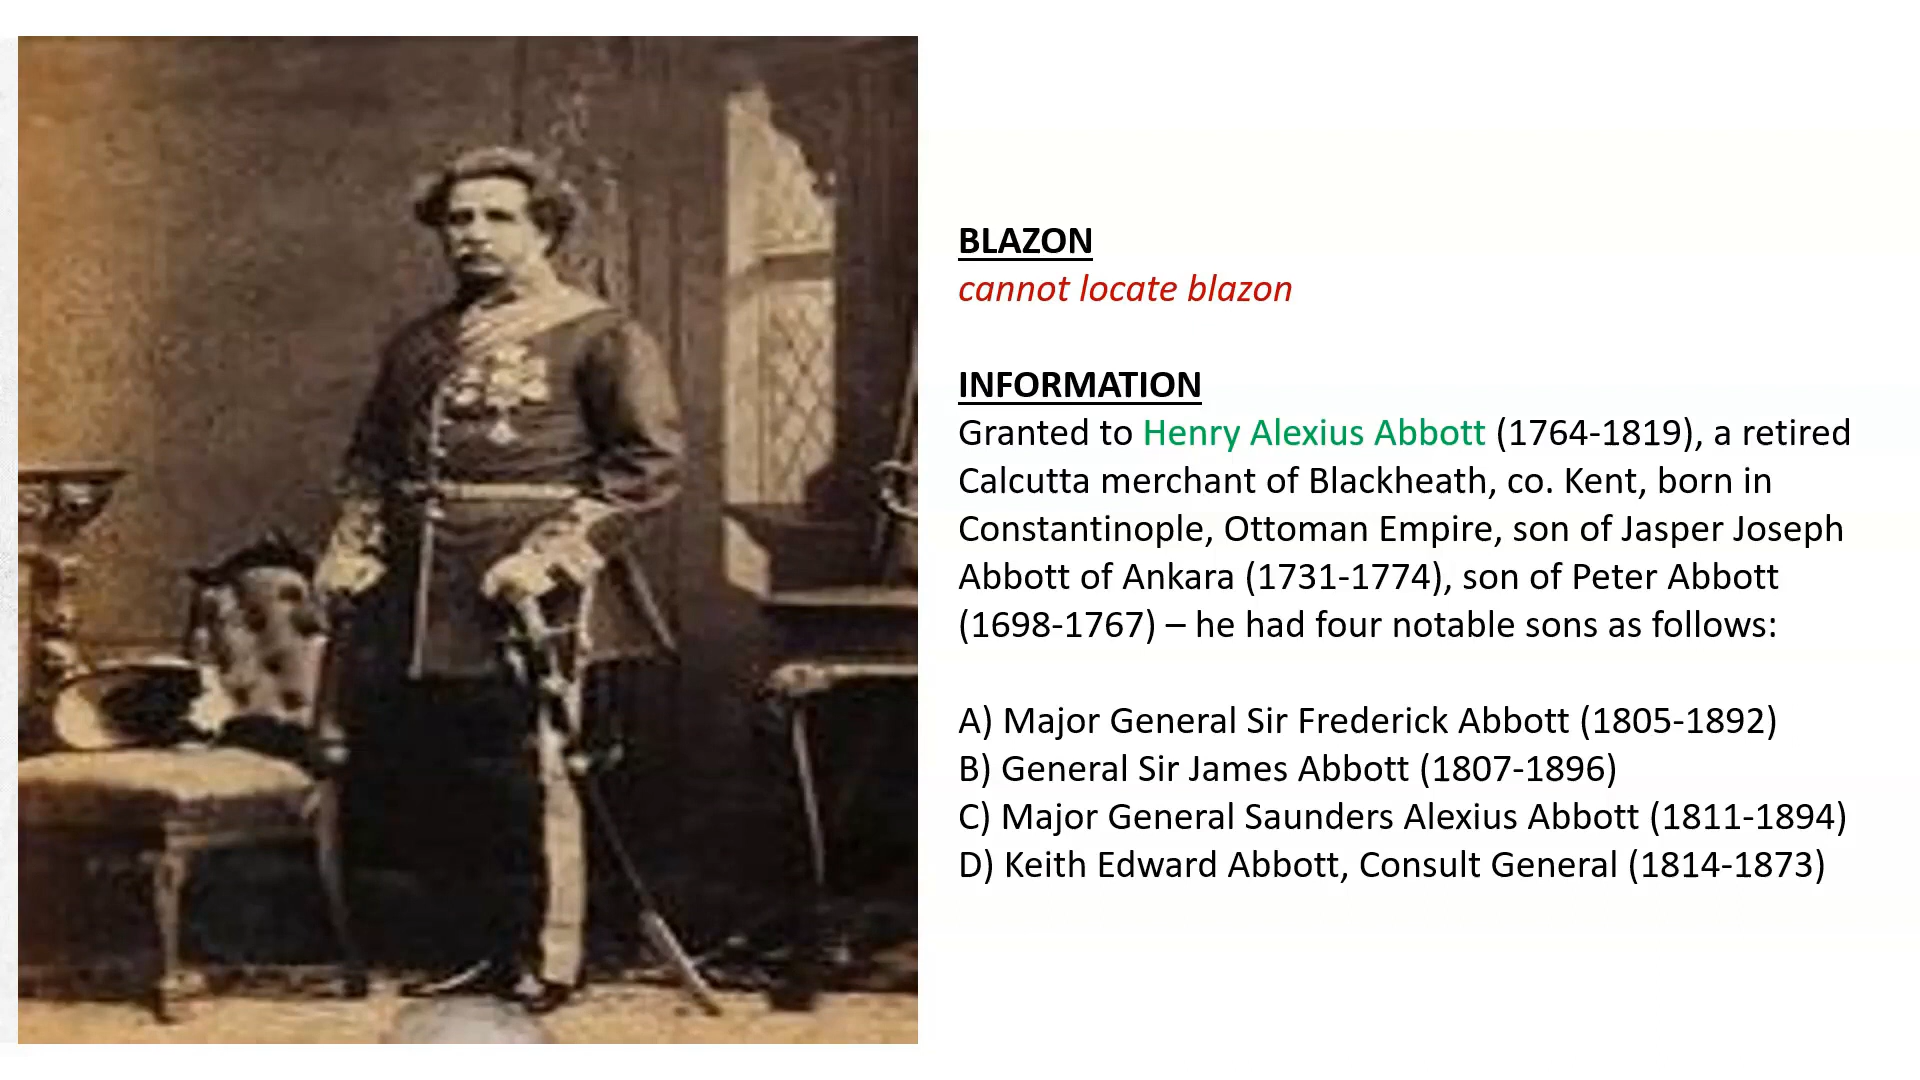 BLAZON
cannot locate blazon
INFORMATION
Granted to Henry Alexius Abbott (1764-1819), a retired
Calcutta merchant of Blackheath, co. Kent, born in
Constantinople, Ottoman Empire, son of Jasper Joseph
Abbott of Ankara (1731-1774), son of Peter Abbott
(1698-1767) – he had four notable sons as follows:
A) Major General Sir Frederick Abbott (1805-1892)
B) General Sir James Abbott (1807-1896)
C) Major General Saunders Alexius Abbott (1811-1894)
D) Keith Edward Abbott, Consult General (1814-1873)